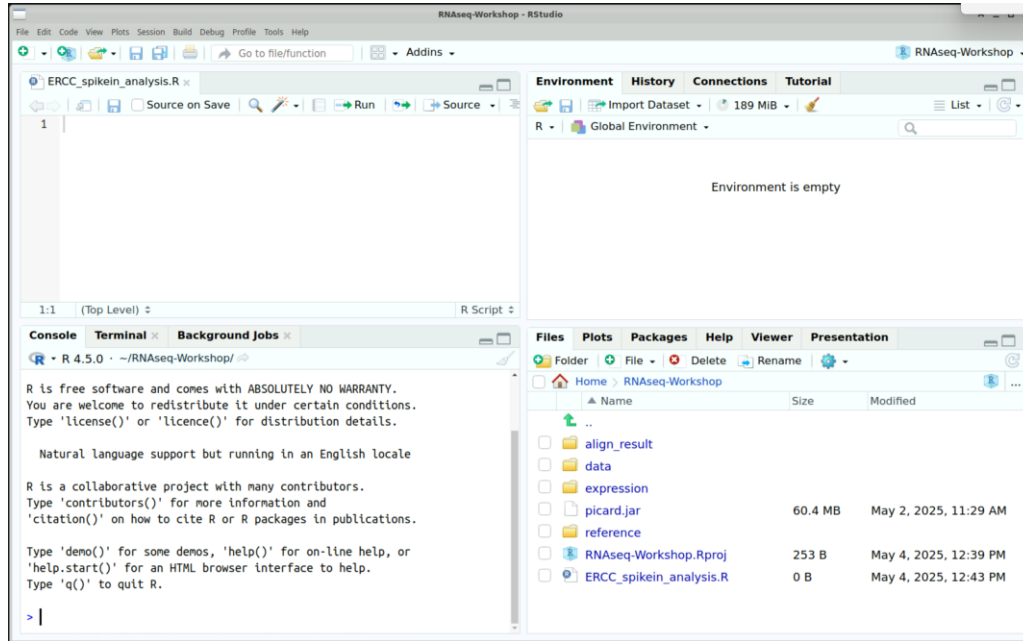 RNAseq-Workshop - RStudio
File Edit Code View Plots Session Build Debug Profile Tools Help
Go to file/function Addins RNAseq-Workshop
ERCC_spikein_analysis.R
Source on Save Run Source
1
1:1 (Top Level) R Script
Console Terminal Background Jobs
R 4.5.0 · ~/RNAseq-Workshop/
R is free software and comes with ABSOLUTELY NO WARRANTY.
You are welcome to redistribute it under certain conditions.
Type 'license()' or 'licence()' for distribution details.
Natural language support but running in an English locale
R is a collaborative project with many contributors.
Type 'contributors()' for more information and
'citation()' on how to cite R or R packages in publications.
Type 'demo()' for some demos, 'help()' for on-line help, or
'help.start()' for an HTML browser interface to help.
Type 'q()' to quit R.
>
Environment History Connections Tutorial
Import Dataset 189 MiB List
R Global Environment
Environment is empty
Files Plots Packages Help Viewer Presentation
Folder File Delete Rename
Home > RNAseq-Workshop ...
Name Size Modified
..
align_result
data
expression
picard.jar 60.4 MB May 2, 2025, 11:29 AM
reference
RNAseq-Workshop.Rproj 253 B May 4, 2025, 12:39 PM
ERCC_spikein_analysis.R 0 B May 4, 2025, 12:43 PM